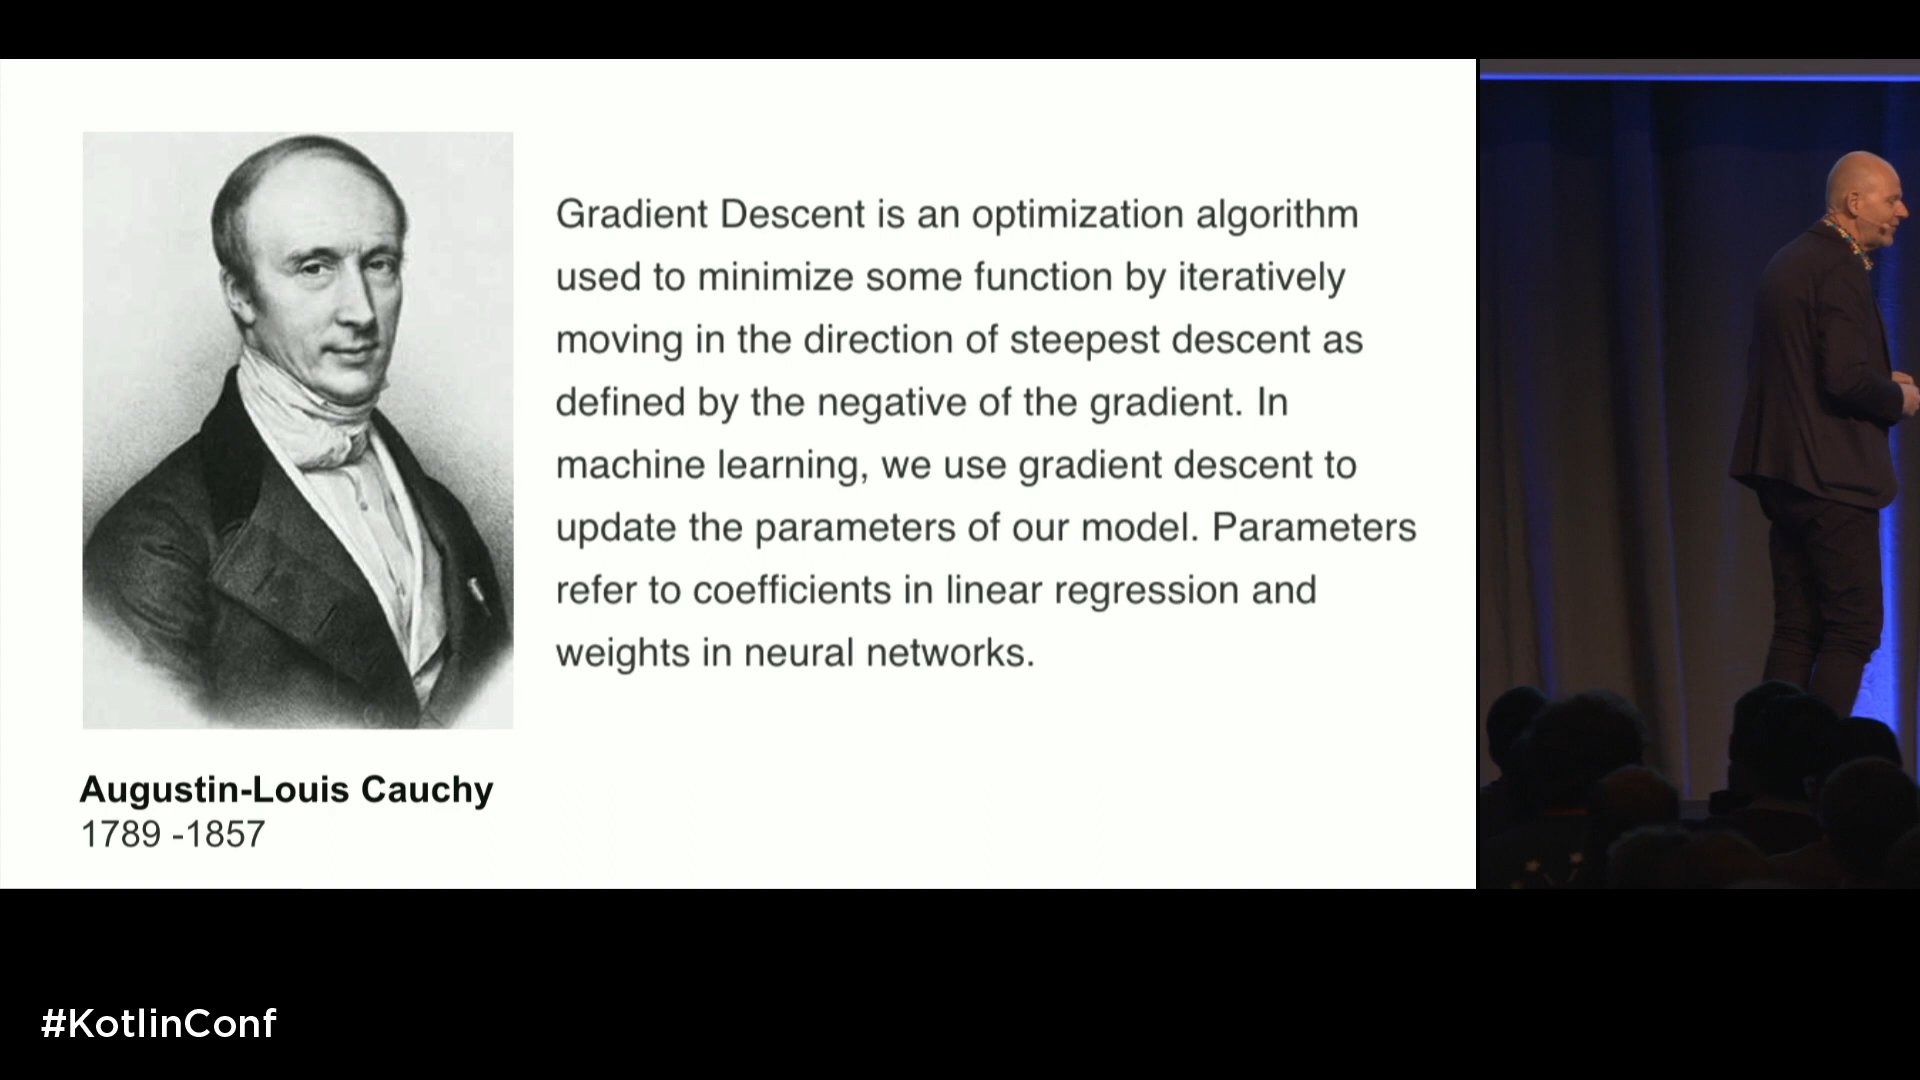 Gradient Descent is an optimization algorithm
used to minimize some function by iteratively
moving in the direction of steepest descent as
defined by the negative of the gradient. In
machine learning, we use gradient descent to
update the parameters of our model. Parameters
refer to coefficients in linear regression and
weights in neural networks.
Augustin-Louis Cauchy
1789 -1857
#KotlinConf